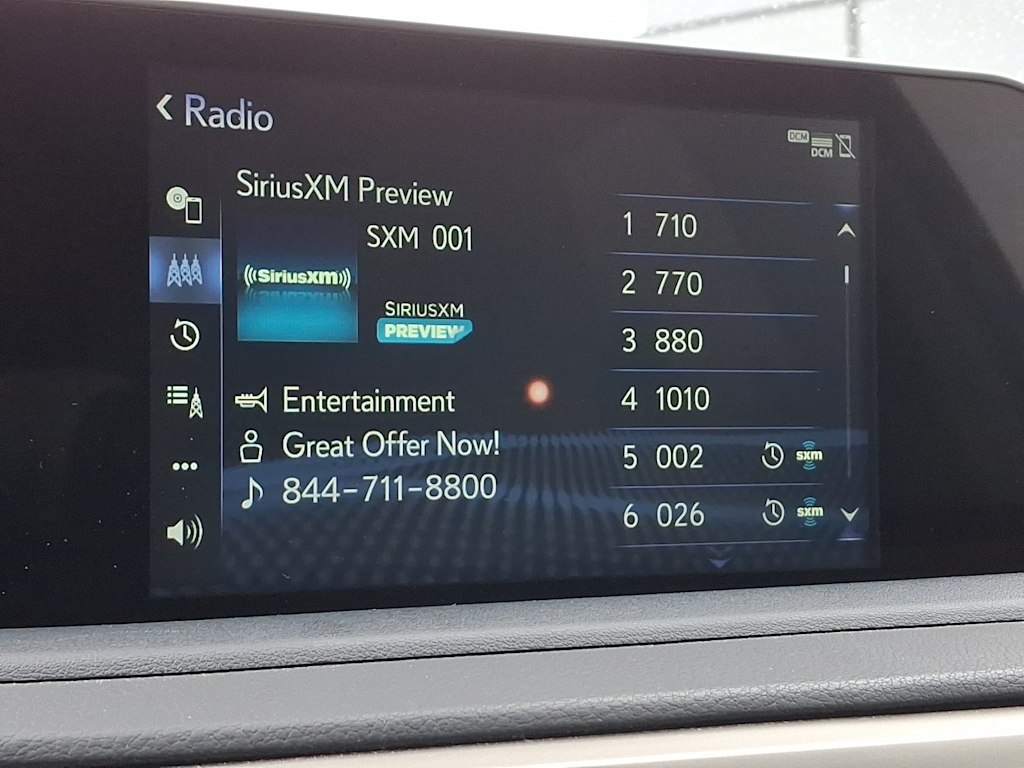 Radio
DCM
DCM
SiriusXM Preview
SXM 001
SiriusXM
SIRIUSXM
PREVIEW
Entertainment
Great Offer Now!
844-711-8800
1 710
2 770
3 880
4 1010
5 002 sxm
6 026 sxm